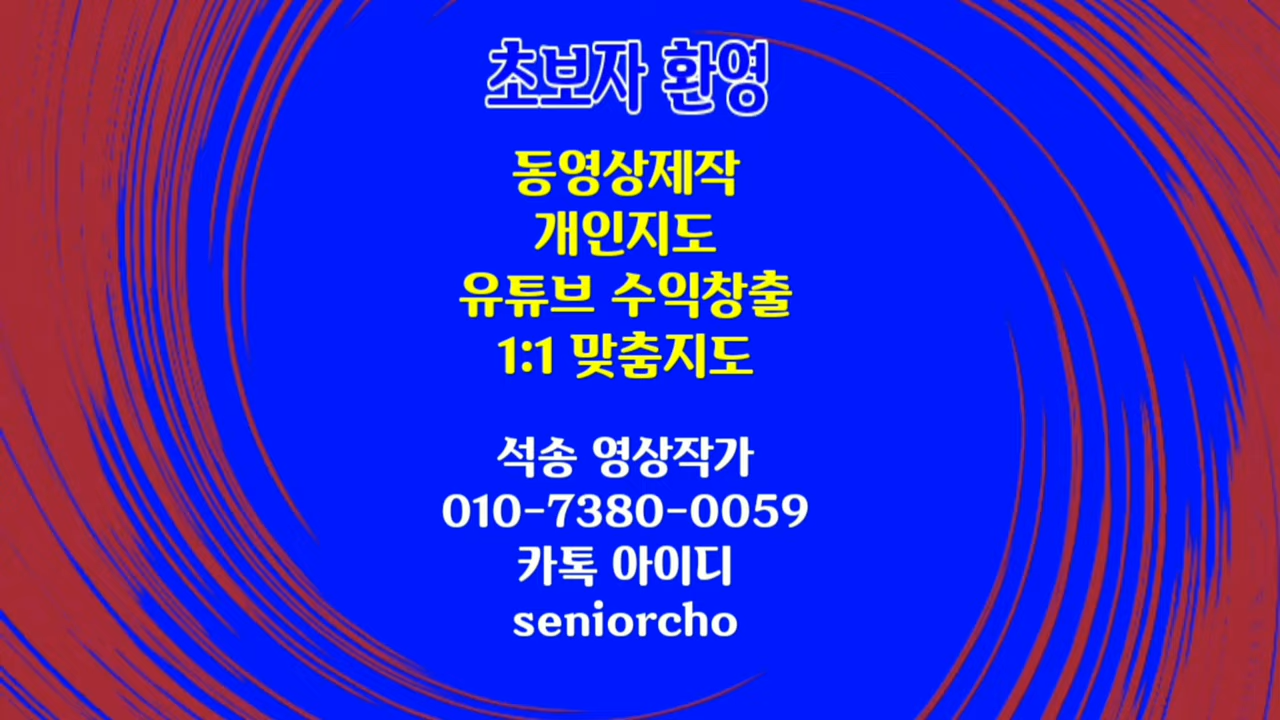 초보자 환영
동영상제작
개인지도
유튜브 수익창출
1:1 맞춤지도
석송 영상작가
010-7380-0059
카톡 아이디
seniorcho